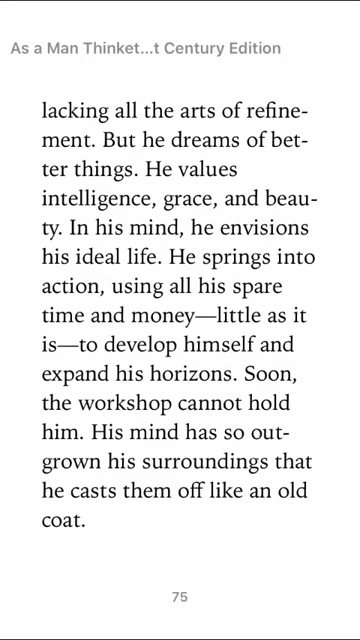 As a Man Thinket...t Century Edition
lacking all the arts of refine-
ment. But he dreams of bet-
ter things. He values
intelligence, grace, and beau-
ty. In his mind, he envisions
his ideal life. He springs into
action, using all his spare
time and money—little as it
is—to develop himself and
expand his horizons. Soon,
the workshop cannot hold
him. His mind has so out-
grown his surroundings that
he casts them off like an old
coat.
75